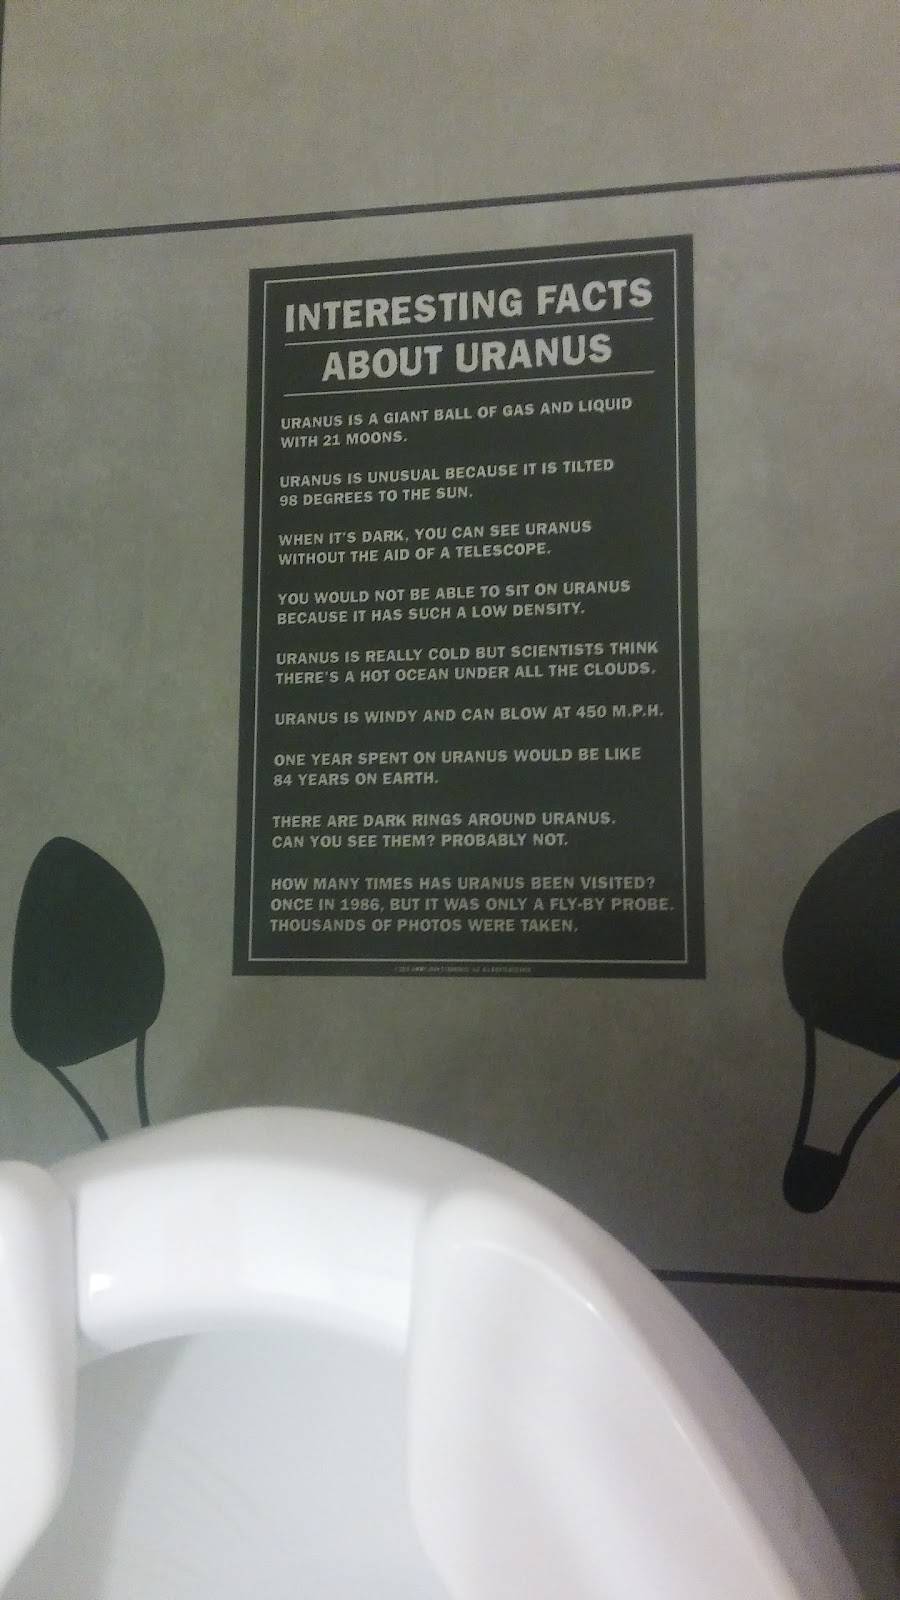 INTERESTING FACTS
ABOUT URANUS
URANUS IS A GIANT BALL OF GAS AND LIQUID
WITH 21 MOONS.
URANUS IS UNUSUAL BECAUSE IT IS TILTED
98 DEGREES TO THE SUN.
WHEN IT'S DARK, YOU CAN SEE URANUS
WITHOUT THE AID OF A TELESCOPE.
YOU WOULD NOT BE ABLE TO SIT ON URANUS
BECAUSE IT HAS SUCH A LOW DENSITY.
URANUS IS REALLY COLD BUT SCIENTISTS THINK
THERE'S A HOT OCEAN UNDER ALL THE CLOUDS.
URANUS IS WINDY AND CAN BLOW AT 450 M.P.H.
ONE YEAR SPENT ON URANUS WOULD BE LIKE
84 YEARS ON EARTH.
THERE ARE DARK RINGS AROUND URANUS.
CAN YOU SEE THEM? PROBABLY NOT.
HOW MANY TIMES HAS URANUS BEEN VISITED?
ONCE IN 1986, BUT IT WAS ONLY A FLY-BY PROBE.
THOUSANDS OF PHOTOS WERE TAKEN.